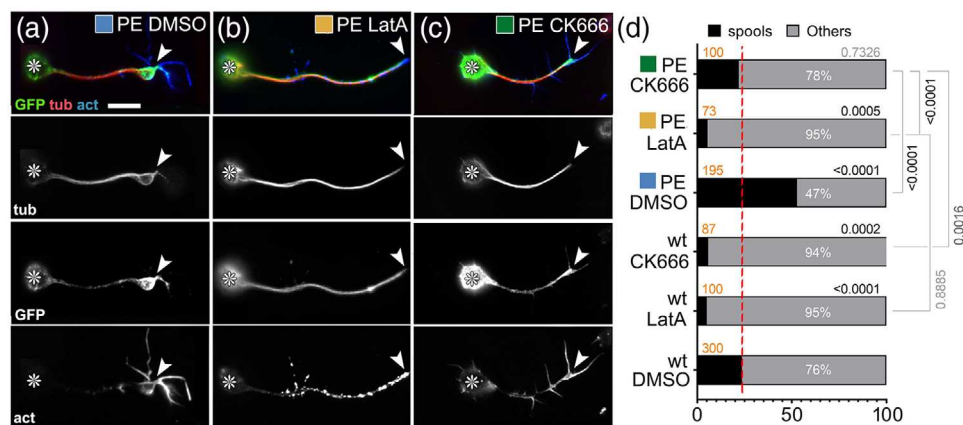 (a) PE DMSO
(b) PE LatA
(c) PE CK666
(d) spools Others
GFP tub act
tub
GFP
act
100 0.7326
PE CK666 78%
73 0.0005
PE LatA 95%
195 <0.0001
PE DMSO 47%
87 0.0002
wt CK666 94%
100 <0.0001
wt LatA 95%
300
wt DMSO 76%
<0.0001
<0.0001
0.0016
0.8885
0 50 100